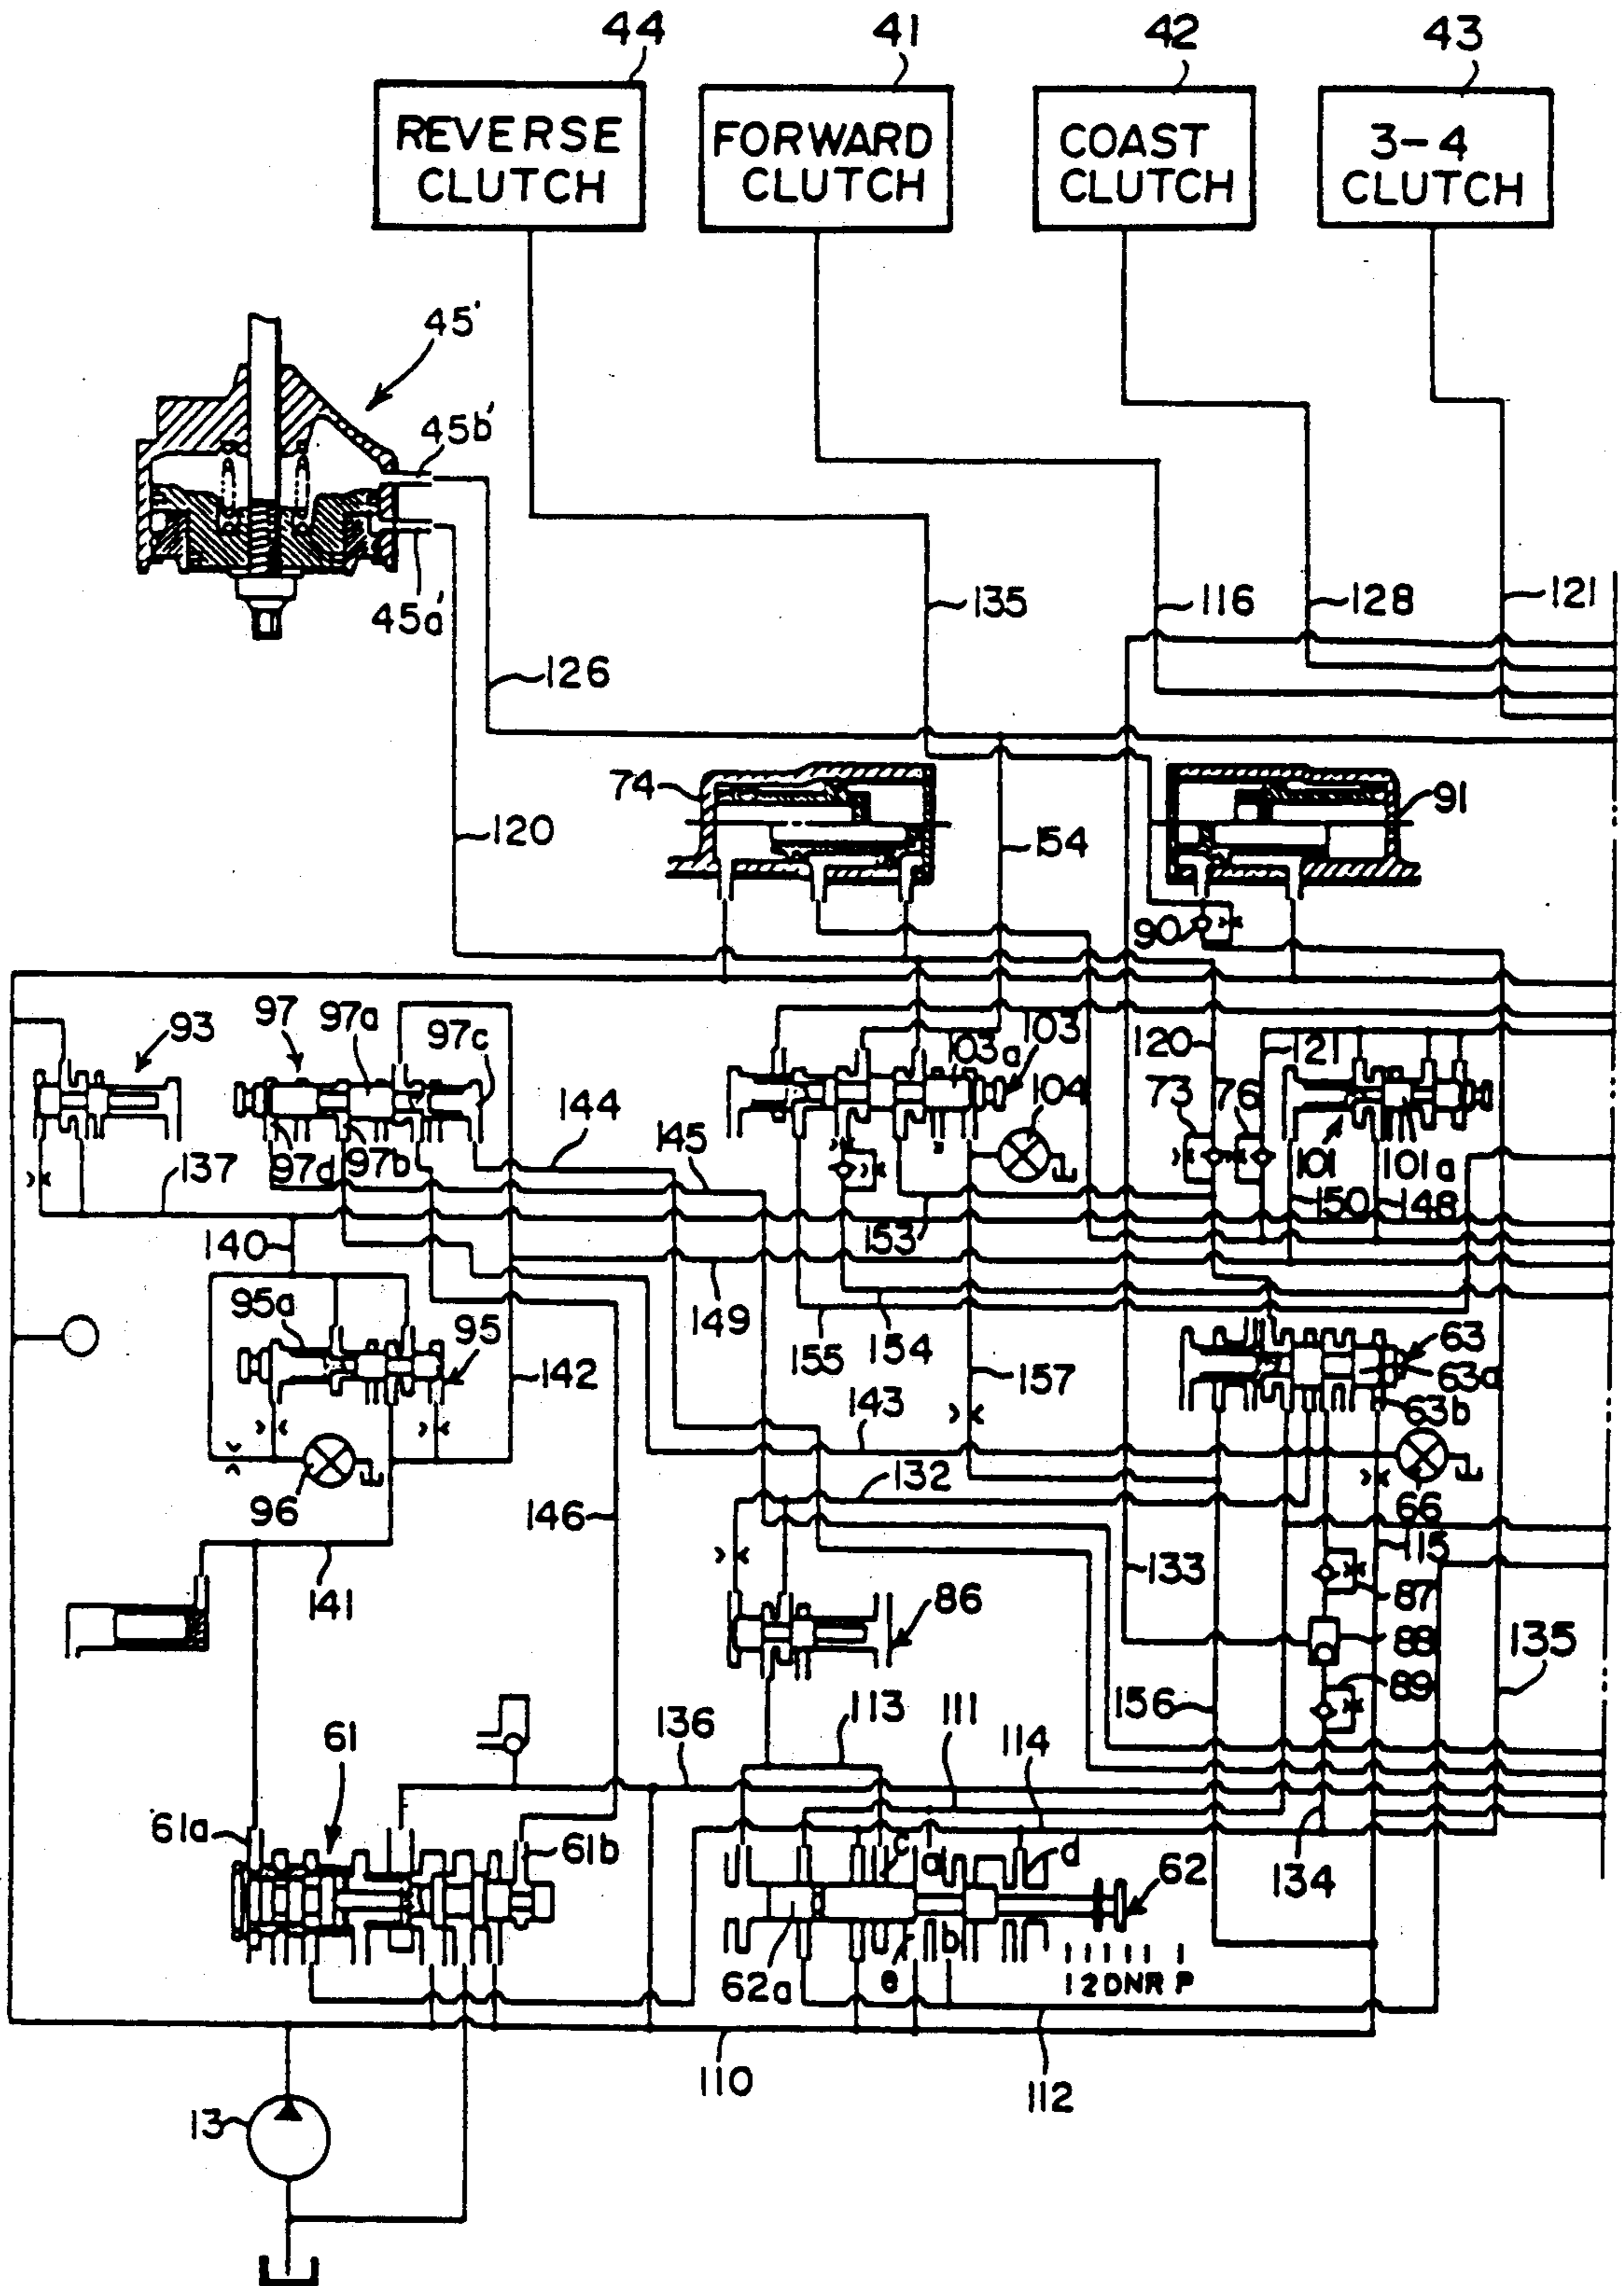 44
41
42
43
REVERSE
CLUTCH
FORWARD
CLUTCH
COAST
CLUTCH
3-4
CLUTCH
45'
45b'
45a'
135
116
128
121
126
74
91
120
154
90
93
97
97a
97c
103a
103
120
121
73
76
104
144
145
97d
97b
137
101
101a
153
150
148
140
149
95a
95
155
154
142
157
63
63a
63b
143
132
96
146
66
115
141
133
87
86
88
135
89
156
113
111
136
114
61
61a
61b
c
a
d
62
134
62a
e
b
1 2 D N R P
110
112
13